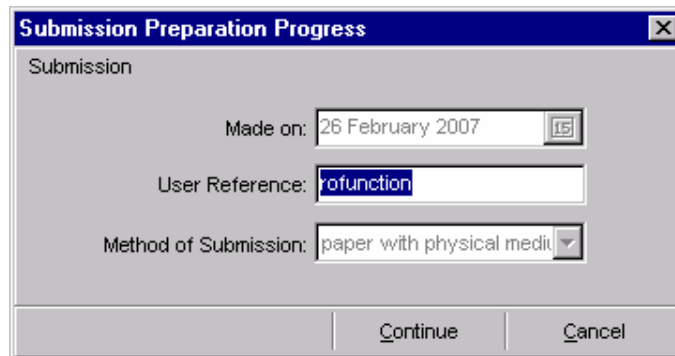 Submission Preparation Progress
Submission
Made on: 26 February 2007 15
User Reference: rofunction
Method of Submission: paper with physical mediu
Continue Cancel